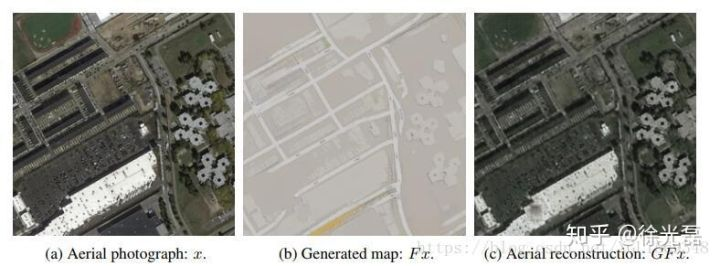 知乎 @徐光磊
(a) Aerial photograph: x.
(b) Generated map: Fx.
(c) Aerial reconstruction: GFx.